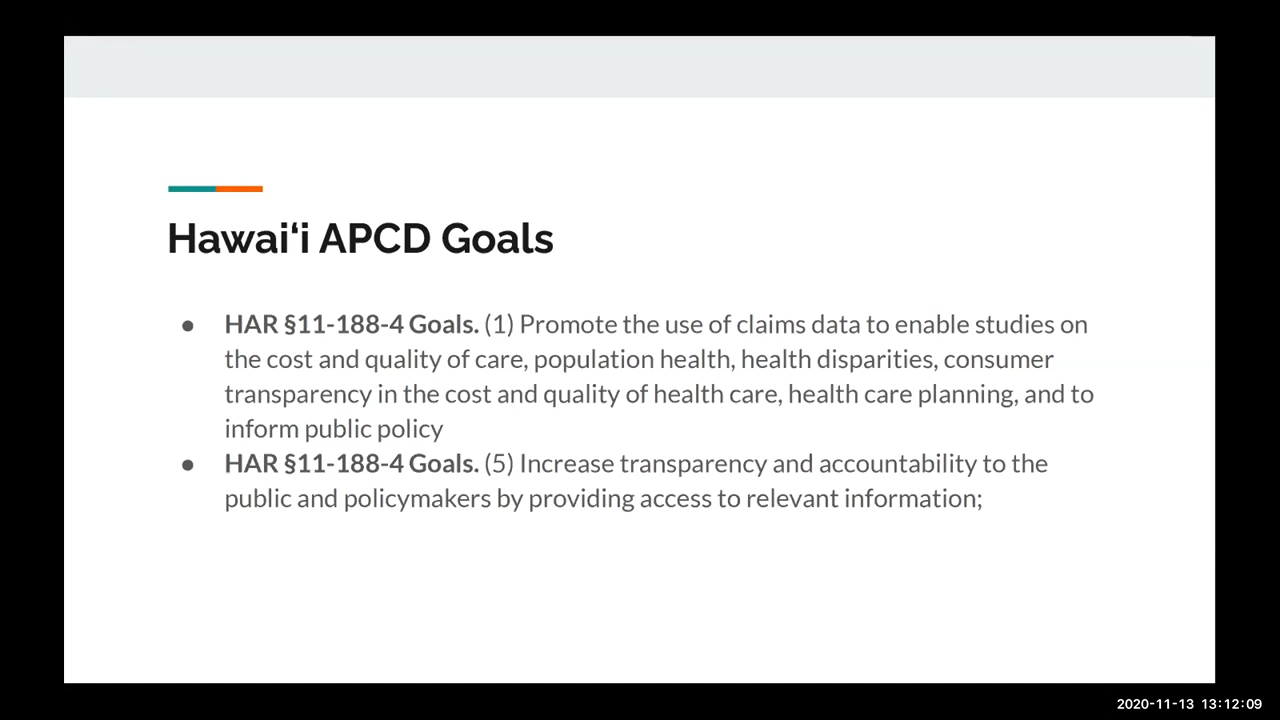 Hawaiʻi APCD Goals
● HAR §11-188-4 Goals. (1) Promote the use of claims data to enable studies on
the cost and quality of care, population health, health disparities, consumer
transparency in the cost and quality of health care, health care planning, and to
inform public policy
● HAR §11-188-4 Goals. (5) Increase transparency and accountability to the
public and policymakers by providing access to relevant information;
2020-11-13 13:12:09